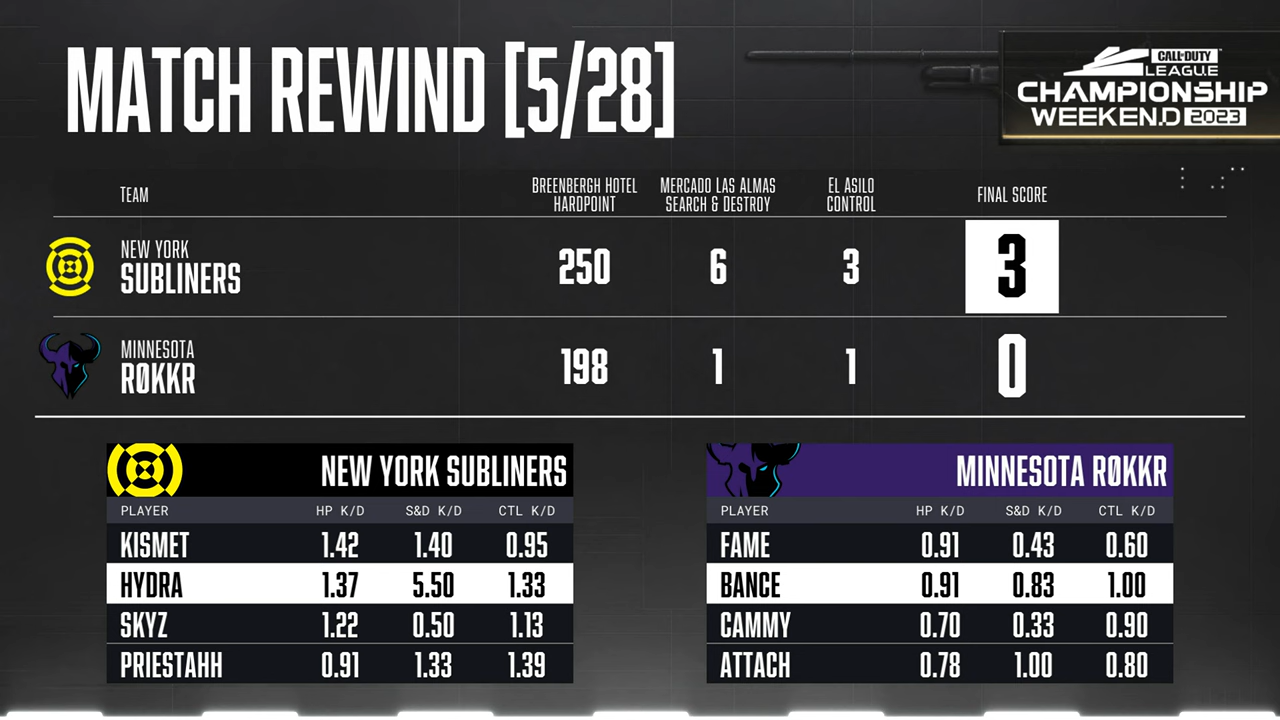 MATCH REWIND [5/28]
CALL OF DUTY
LEAGUE
CHAMPIONSHIP
WEEKEND 2023
TEAM
BREENBERGH HOTEL
HARDPOINT
MERCADO LAS ALMAS
SEARCH & DESTROY
EL ASILO
CONTROL
FINAL SCORE
NEW YORK
SUBLINERS
250 6 3 3
MINNESOTA
RØKKR
198 1 1 0
NEW YORK SUBLINERS
PLAYER HP K/D S&D K/D CTL K/D
KISMET 1.42 1.40 0.95
HYDRA 1.37 5.50 1.33
SKYZ 1.22 0.50 1.13
PRIESTAHH 0.91 1.33 1.39
MINNESOTA RØKKR
PLAYER HP K/D S&D K/D CTL K/D
FAME 0.91 0.43 0.60
BANCE 0.91 0.83 1.00
CAMMY 0.70 0.33 0.90
ATTACH 0.78 1.00 0.80